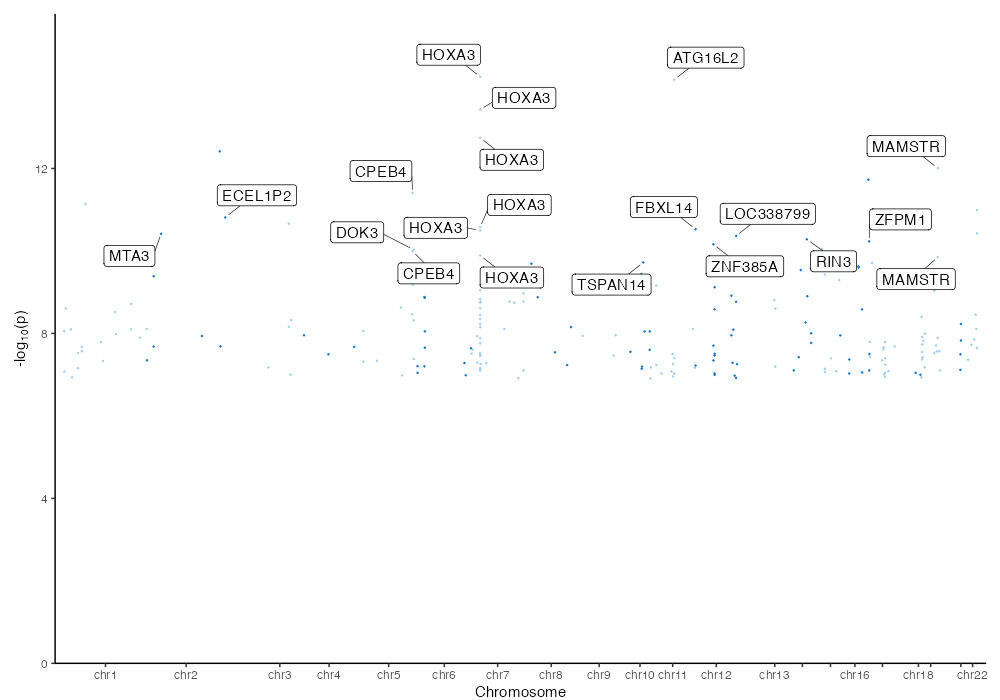 HOXA3
ATG16L2
HOXA3
MAMSTR
HOXA3
12
CPEB4
ECEL1P2
HOXA3
FBXL14
LOC338799
ZFPM1
HOXA3
DOK3
MTA3
RIN3
ZNF385A
CPEB4
HOXA3
MAMSTR
TSPAN14
8
-log10(p)
4
0
chr1 chr2 chr3 chr4 chr5 chr6 chr7 chr8 chr9 chr10 chr11 chr12 chr13 chr16 chr18 chr22
Chromosome